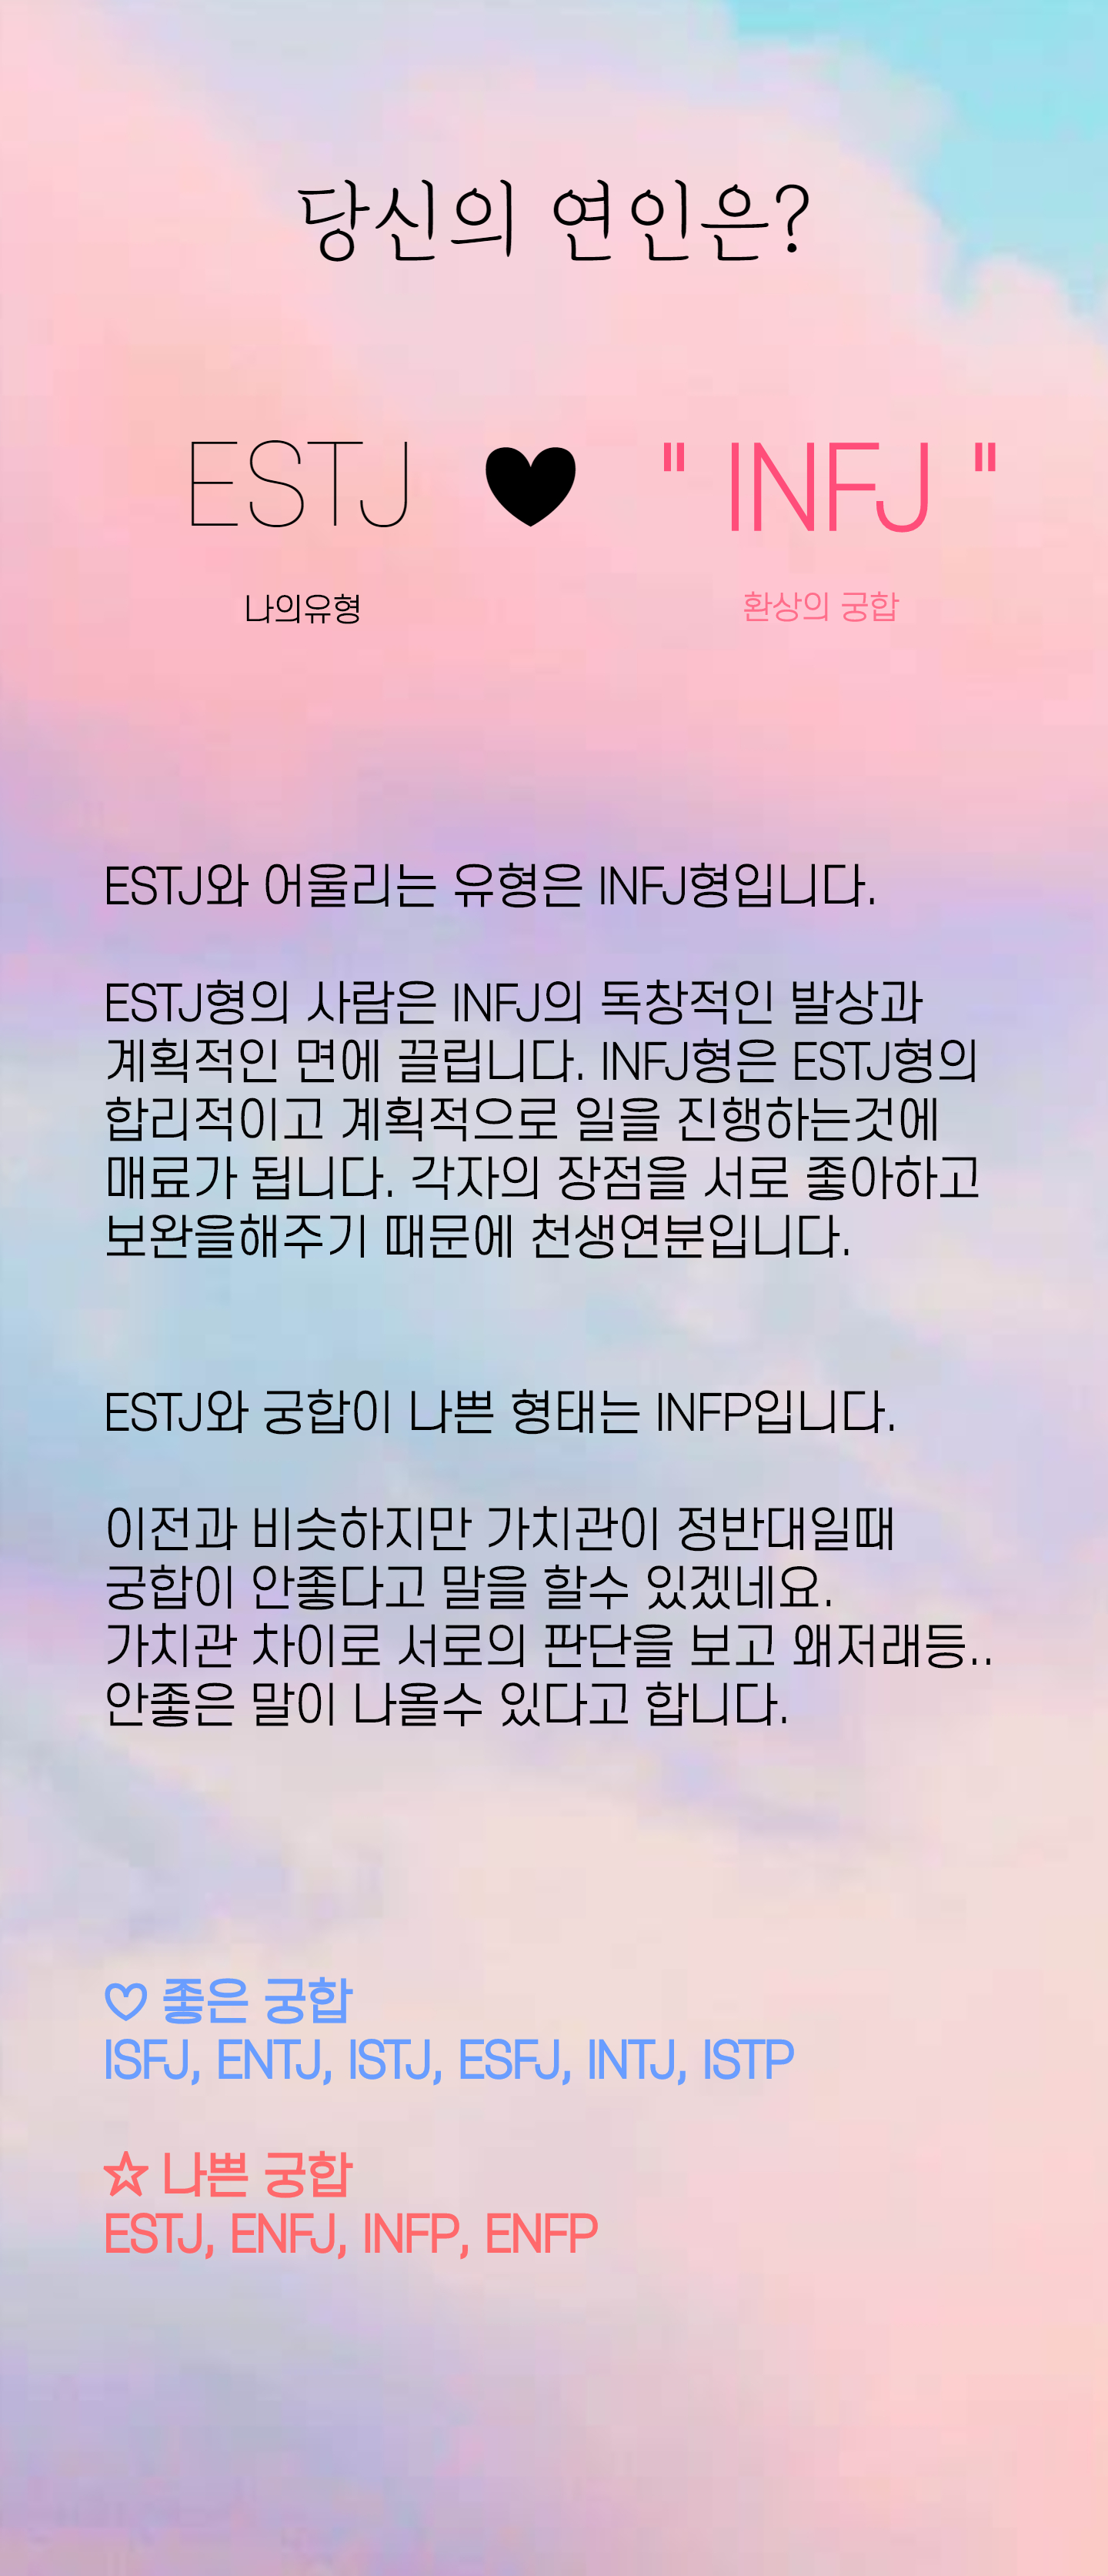 당신의 연인은?
ESTJ ♥ " INFJ "
나의유형 환상의 궁합
ESTJ와 어울리는 유형은 INFJ형입니다.
ESTJ형의 사람은 INFJ의 독창적인 발상과
계획적인 면에 끌립니다. INFJ형은 ESTJ형의
합리적이고 계획적으로 일을 진행하는것에
매료가 됩니다. 각자의 장점을 서로 좋아하고
보완을해주기 때문에 천생연분입니다.
ESTJ와 궁합이 나쁜 형태는 INFP입니다.
이전과 비슷하지만 가치관이 정반대일때
궁합이 안좋다고 말을 할수 있겠네요.
가치관 차이로 서로의 판단을 보고 왜저래등..
안좋은 말이 나올수 있다고 합니다.
♡ 좋은 궁합
ISFJ, ENTJ, ISTJ, ESFJ, INTJ, ISTP
☆ 나쁜 궁합
ESTJ, ENFJ, INFP, ENFP